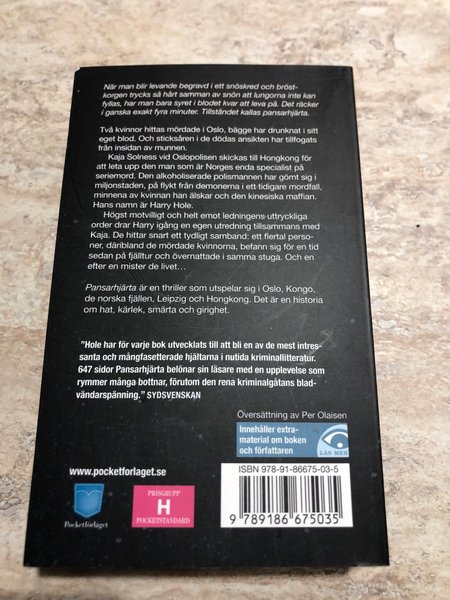 När man blir levande begravd i ett snöskred och bröst-
korgen trycks så hårt samman av snön att lungorna inte kan
fyllas, har man bara syret i blodet kvar att leva på. Det räcker
i ganska exakt fyra minuter. Tillståndet kallas pansarhjärta.
Två kvinnor hittas mördade i Oslo, bägge har drunknat i sitt
eget blod. Och sticksåren i de dödas ansikten har tillfogats
från insidan av munnen.
Kaja Solness vid Oslopolisen skickas till Hongkong för
att leta upp den man som är Norges enda specialist på
seriemord. Den alkoholiserade polismannen har gömt sig i
miljonstaden, på flykt från demonerna i ett tidigare mordfall,
minnena av kvinnan han älskar och den kinesiska maffian.
Hans namn är Harry Hole.
Högst motvilligt och helt emot ledningens uttryckliga
order drar Harry igång en egen utredning tillsammans med
Kaja. De hittar snart ett tydligt samband: ett flertal perso-
ner, däribland de mördade kvinnorna, befann sig för en tid
sedan på fjälltur och övernattade i samma stuga. Och en
efter en mister de livet…
Pansarhjärta är en thriller som utspelar sig i Oslo, Kongo,
de norska fjällen, Leipzig och Hongkong. Det är en historia
om hat, kärlek, smärta och girighet.
"Hole har för varje bok utvecklats till att bli en av de mest intres-
santa och mångfasetterade hjältarna i nutida kriminallitteratur.
647 sidor Pansarhjärta belönar sin läsare med en upplevelse som
rymmer många bottnar, förutom den rena kriminalgåtans blad-
vändarspänning." SYDSVENSKAN
Översättning av Per Olaisen
Innehåller extra-
material om boken
och författaren
LÄS MER
www.pocketforlaget.se
Pocketförlaget
PRISGRUPP
H
POCKETSTANDARD
ISBN 978-91-86675-03-5
9 789186 675035